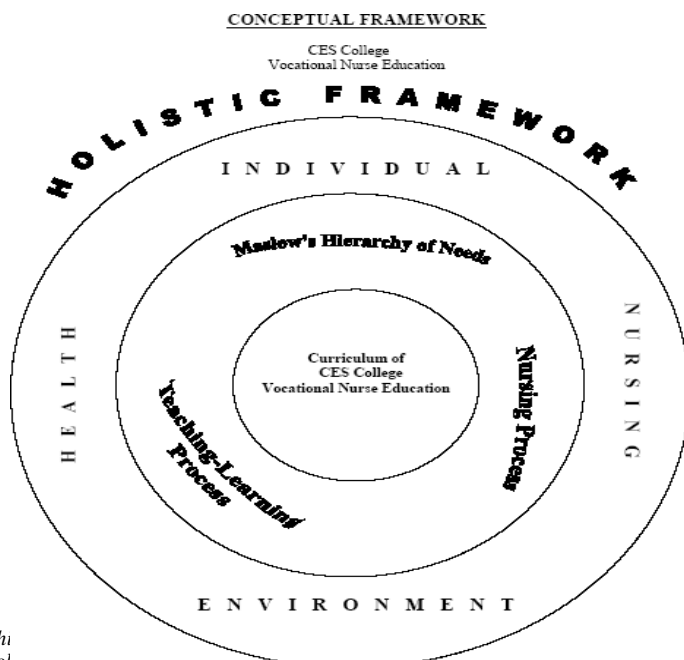 CONCEPTUAL FRAMEWORK
CES College
Vocational Nurse Education
HOLISTIC FRAMEWORK
INDIVIDUAL
Maslow's Hierarchy of Needs
HEALTH
NURSING
Curriculum of
CES College
Vocational Nurse Education
Nursing Process
Teaching-Learning
Process
ENVIRONMENT